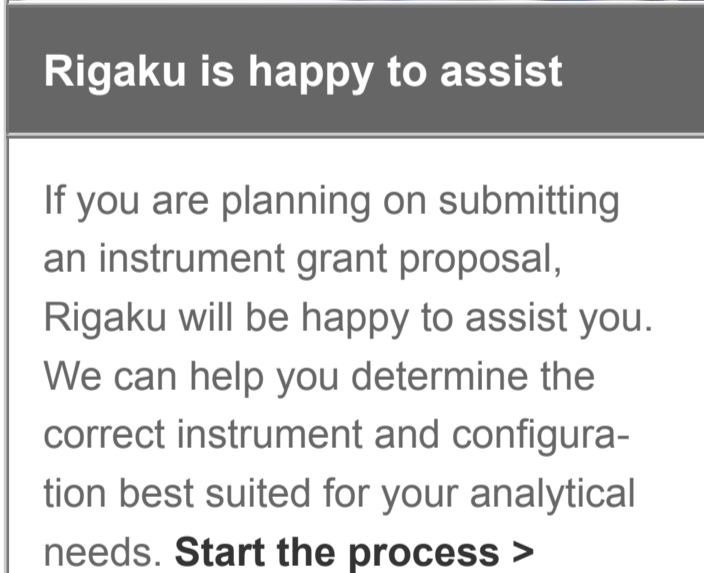 Rigaku is happy to assist
If you are planning on submitting
an instrument grant proposal,
Rigaku will be happy to assist you.
We can help you determine the
correct instrument and configura-
tion best suited for your analytical
needs. Start the process >